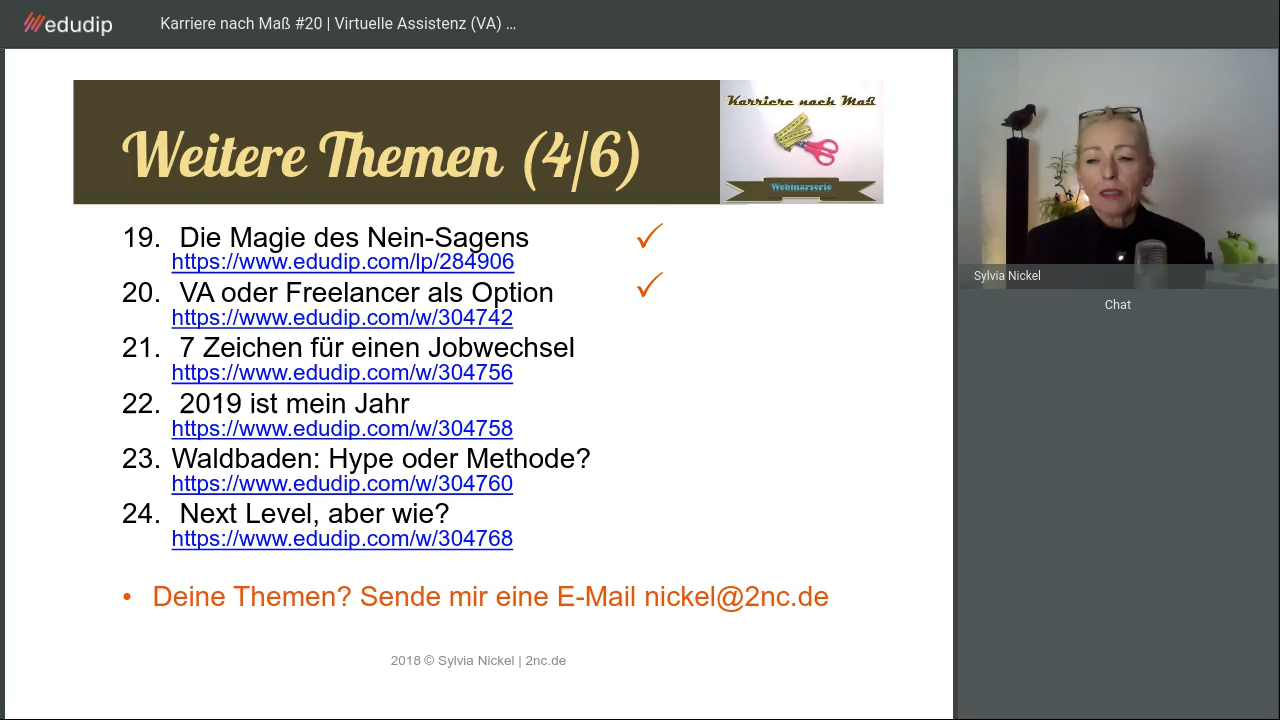 edudip
Karriere nach Maß #20 | Virtuelle Assistenz (VA) ...
Weitere Themen (4/6)
Karriere nach Maß
Webinarserie
19. Die Magie des Nein-Sagens
https://www.edudip.com/lp/284906
20. VA oder Freelancer als Option
https://www.edudip.com/w/304742
21. 7 Zeichen für einen Jobwechsel
https://www.edudip.com/w/304756
22. 2019 ist mein Jahr
https://www.edudip.com/w/304758
23. Waldbaden: Hype oder Methode?
https://www.edudip.com/w/304760
24. Next Level, aber wie?
https://www.edudip.com/w/304768
• Deine Themen? Sende mir eine E-Mail nickel@2nc.de
2018 © Sylvia Nickel | 2nc.de
Sylvia Nickel
Chat